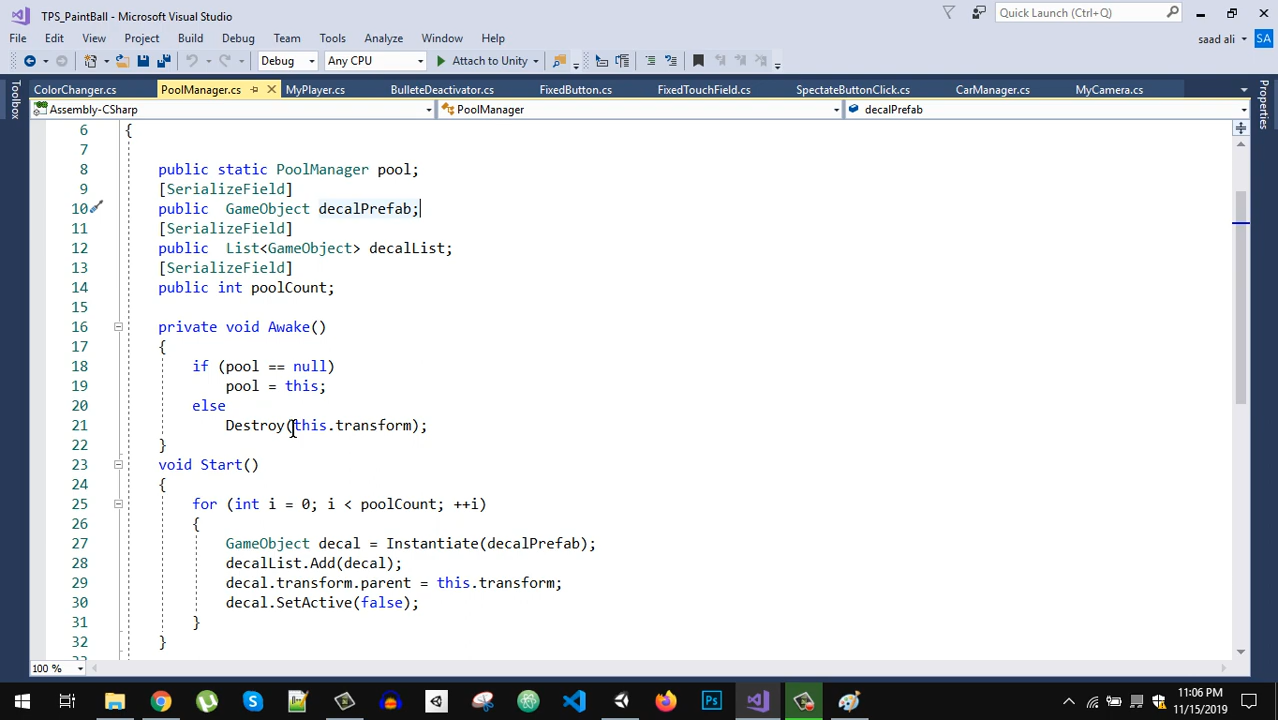 TPS_PaintBall - Microsoft Visual Studio
Quick Launch (Ctrl+Q)
File Edit View Project Build Debug Team Tools Analyze Window Help
saad ali
SA
Debug Any CPU Attach to Unity
Toolbox
ColorChanger.cs PoolManager.cs MyPlayer.cs BulleteDeactivator.cs FixedButton.cs FixedTouchField.cs SpectateButtonClick.cs CarManager.cs MyCamera.cs
Properties
Assembly-CSharp PoolManager decalPrefab
6 {
7
8 public static PoolManager pool;
9 [SerializeField]
10 public  GameObject decalPrefab;
11 [SerializeField]
12 public  List<GameObject> decalList;
13 [SerializeField]
14 public int poolCount;
15
16 private void Awake()
17 {
18 if (pool == null)
19 pool = this;
20 else
21 Destroy(this.transform);
22 }
23 void Start()
24 {
25 for (int i = 0; i < poolCount; ++i)
26 {
27 GameObject decal = Instantiate(decalPrefab);
28 decalList.Add(decal);
29 decal.transform.parent = this.transform;
30 decal.SetActive(false);
31 }
32 }
100 %
11:06 PM
11/15/2019